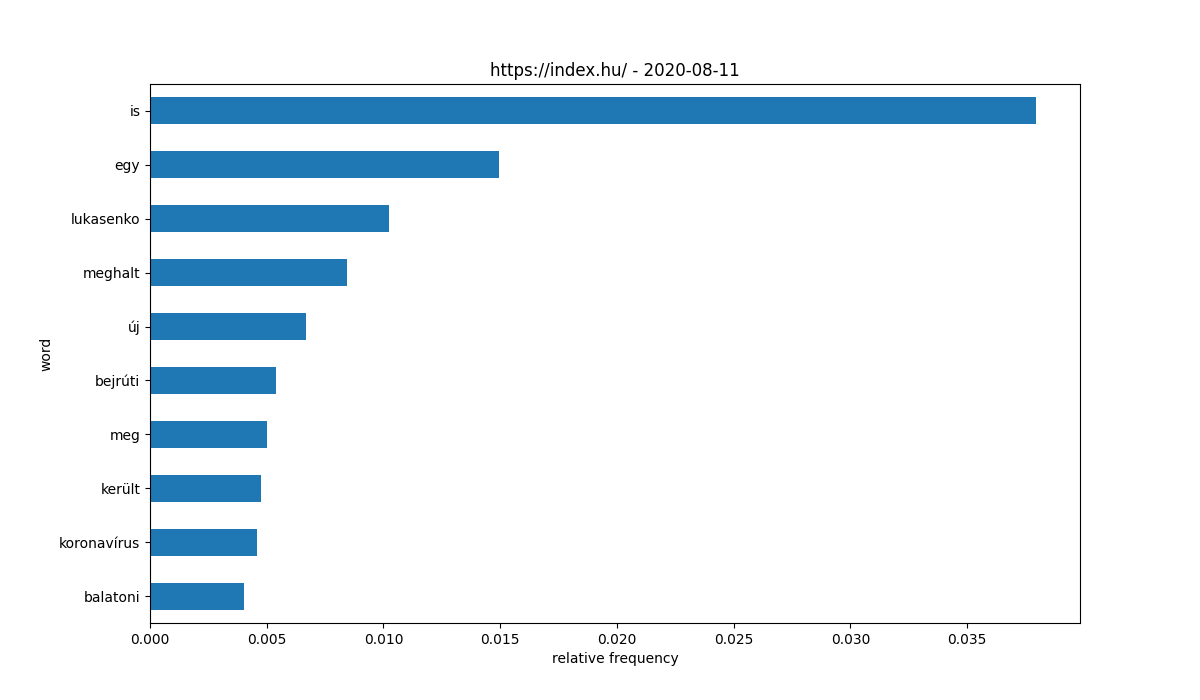 https://index.hu/ - 2020-08-11
is
egy
lukasenko
meghalt
új
bejrúti
meg
került
koronavírus
balatoni
word
0.000 0.005 0.010 0.015 0.020 0.025 0.030 0.035
relative frequency